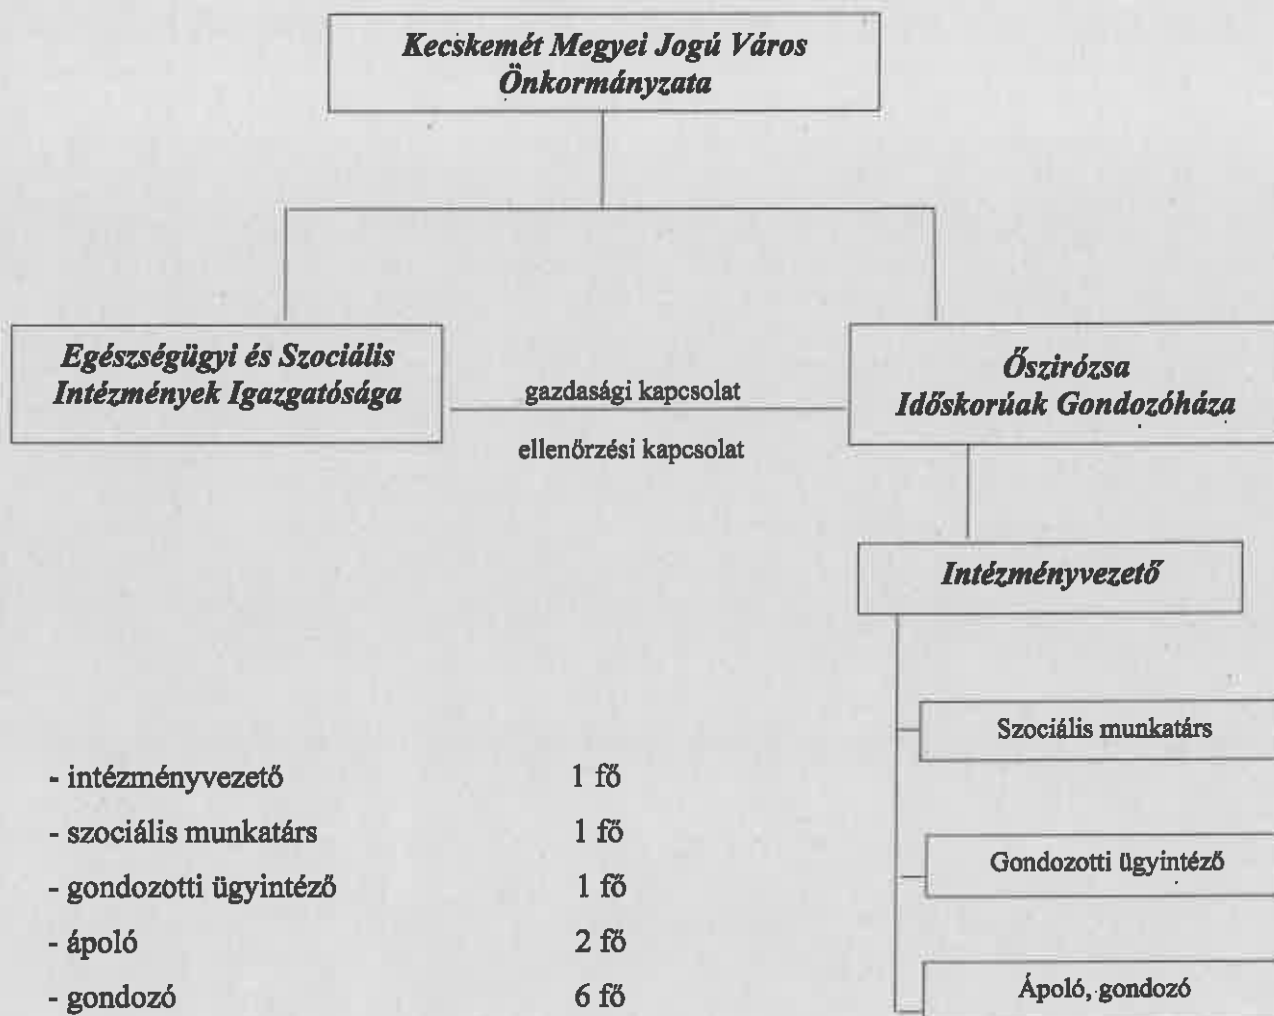 Kecskemét Megyei Jogú Város
Önkormányzata
Egészségügyi és Szociális
Intézmények Igazgatósága
gazdasági kapcsolat
ellenőrzési kapcsolat
Őszirózsa
Időskorúak Gondozóháza
Intézményvezető
Szociális munkatárs
Gondozotti ügyintéző
Ápoló, gondozó
- intézményvezető 1 fő
- szociális munkatárs 1 fő
- gondozotti ügyintéző 1 fő
- ápoló 2 fő
- gondozó 6 fő